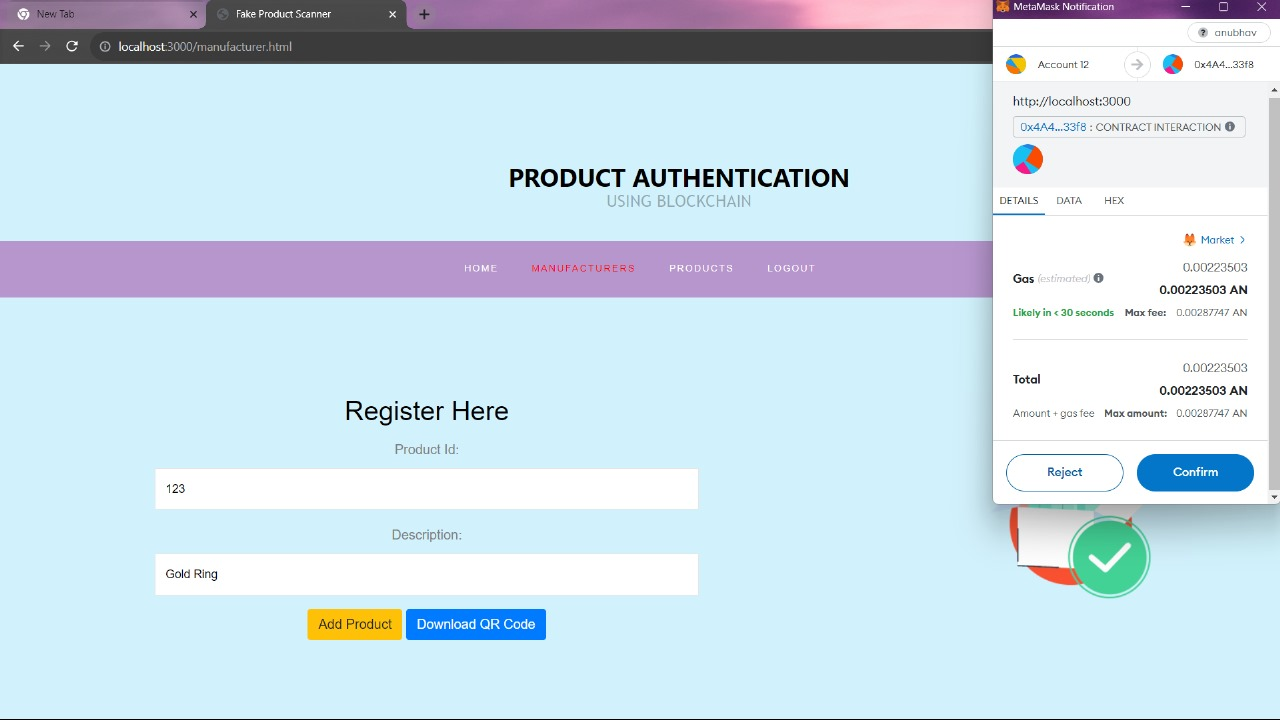 New Tab
Fake Product Scanner
localhost:3000/manufacturer.html
PRODUCT AUTHENTICATION
USING BLOCKCHAIN
HOME MANUFACTURERS PRODUCTS LOGOUT
Register Here
Product Id:
123
Description:
Gold Ring
Add Product Download QR Code
MetaMask Notification
anubhav
Account 12 0x4A4...33f8
http://localhost:3000
0x4A4...33f8 : CONTRACT INTERACTION
DETAILS DATA HEX
Market >
0.00223503
Gas (estimated) 0.00223503 AN
Likely in < 30 seconds Max fee: 0.00287747 AN
0.00223503
Total 0.00223503 AN
Amount + gas fee Max amount: 0.00287747 AN
Reject Confirm